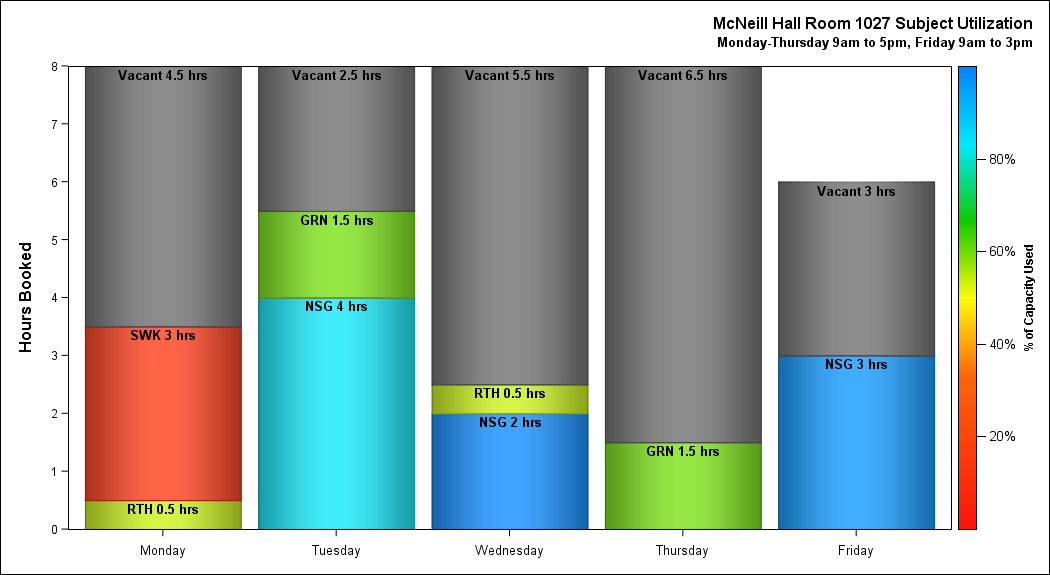 McNeill Hall Room 1027 Subject Utilization
Monday-Thursday 9am to 5pm, Friday 9am to 3pm
Hours Booked
8
7
6
5
4
3
2
1
0
Vacant 4.5 hrs
SWK 3 hrs
RTH 0.5 hrs
Vacant 2.5 hrs
GRN 1.5 hrs
NSG 4 hrs
Vacant 5.5 hrs
RTH 0.5 hrs
NSG 2 hrs
Vacant 6.5 hrs
GRN 1.5 hrs
Vacant 3 hrs
NSG 3 hrs
Monday
Tuesday
Wednesday
Thursday
Friday
80%
60%
40%
20%
% of Capacity Used